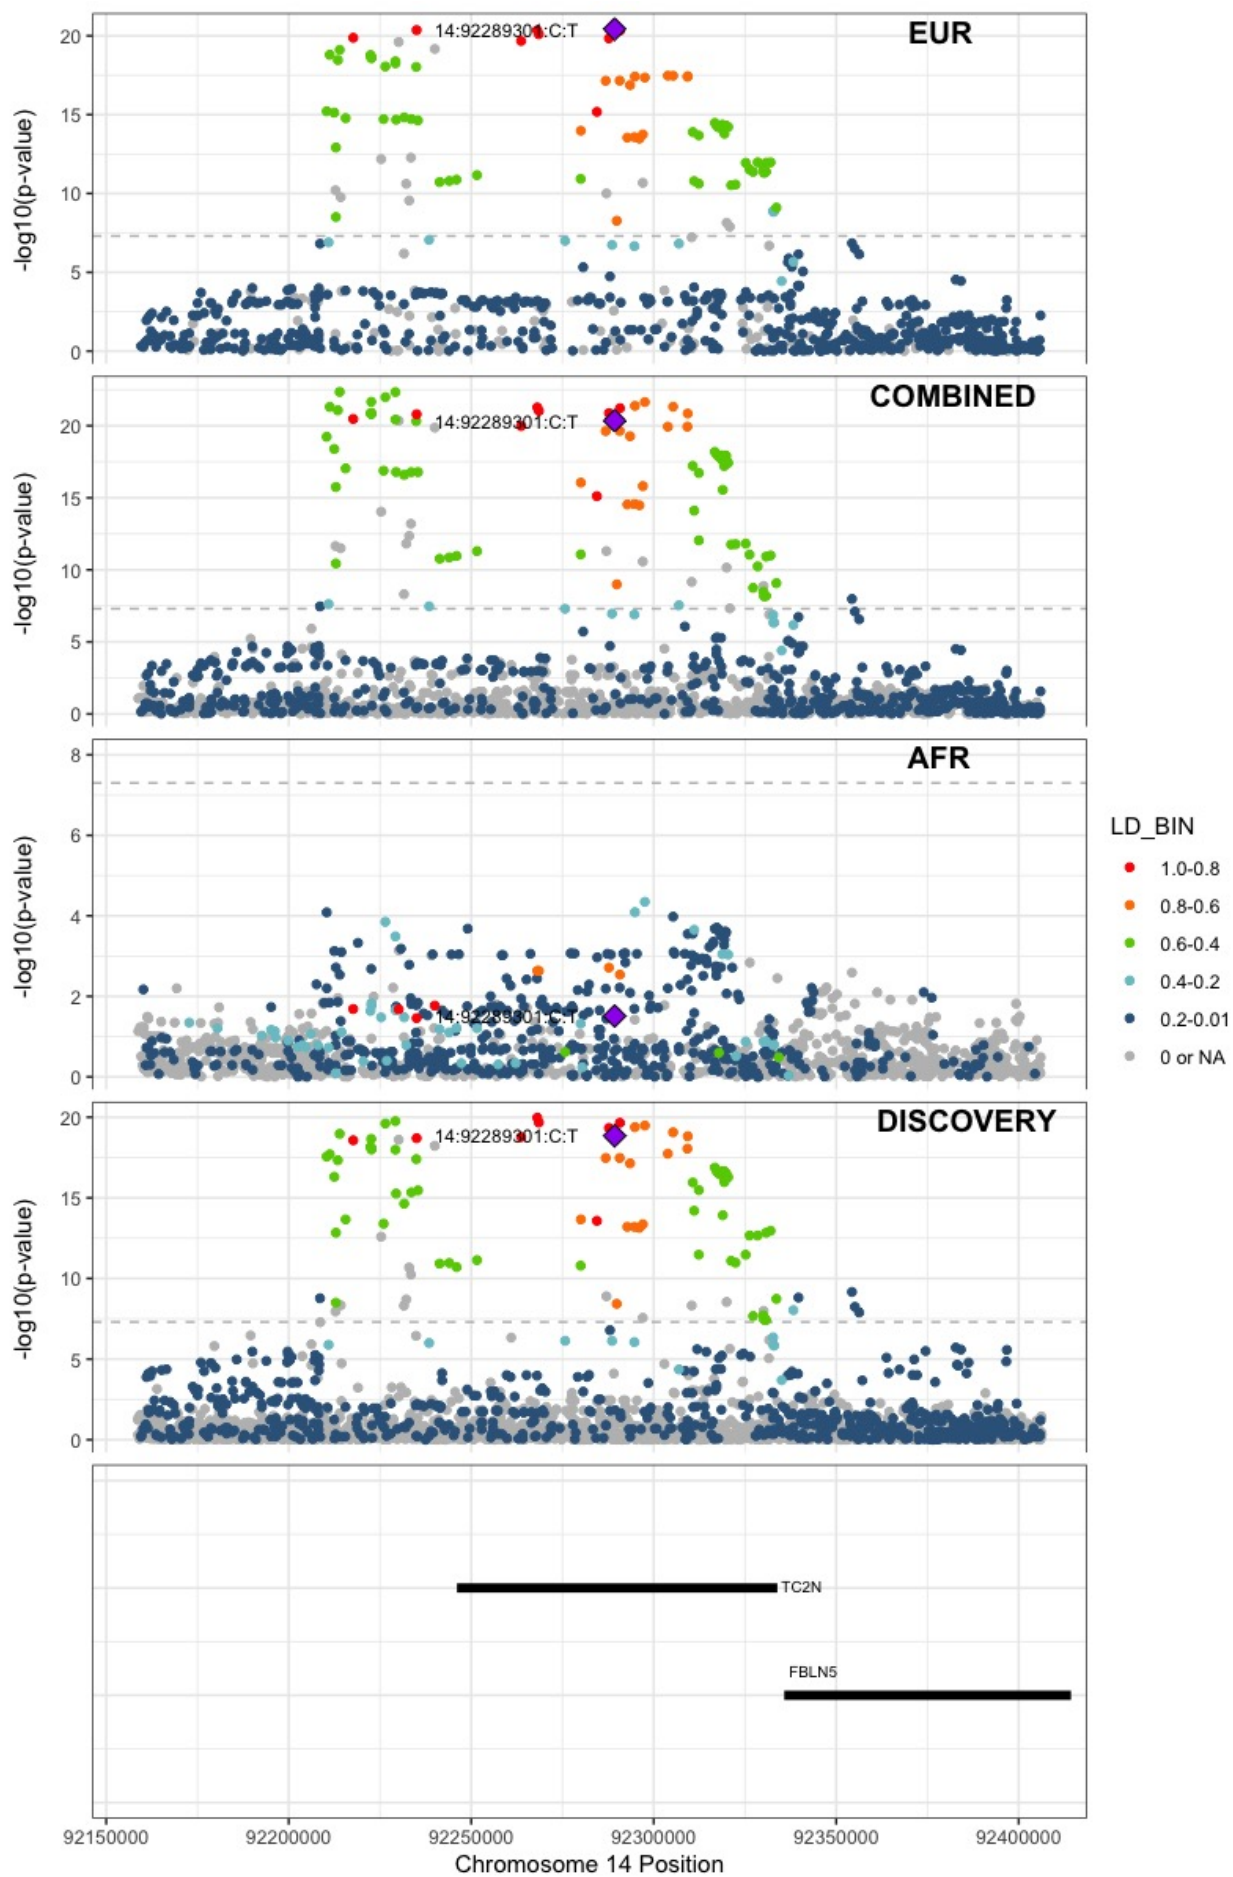 EUR
20
15
10
5
0
-log10(p-value)
14:92289301:C:T
COMBINED
20
15
10
5
0
-log10(p-value)
14:92289301:C:T
AFR
8
6
4
2
0
-log10(p-value)
14:92289301:C:T
DISCOVERY
20
15
10
5
0
-log10(p-value)
14:92289301:C:T
LD_BIN
1.0-0.8
0.8-0.6
0.6-0.4
0.4-0.2
0.2-0.01
0 or NA
TC2N
FBLN5
92150000 92200000 92250000 92300000 92350000 92400000
Chromosome 14 Position